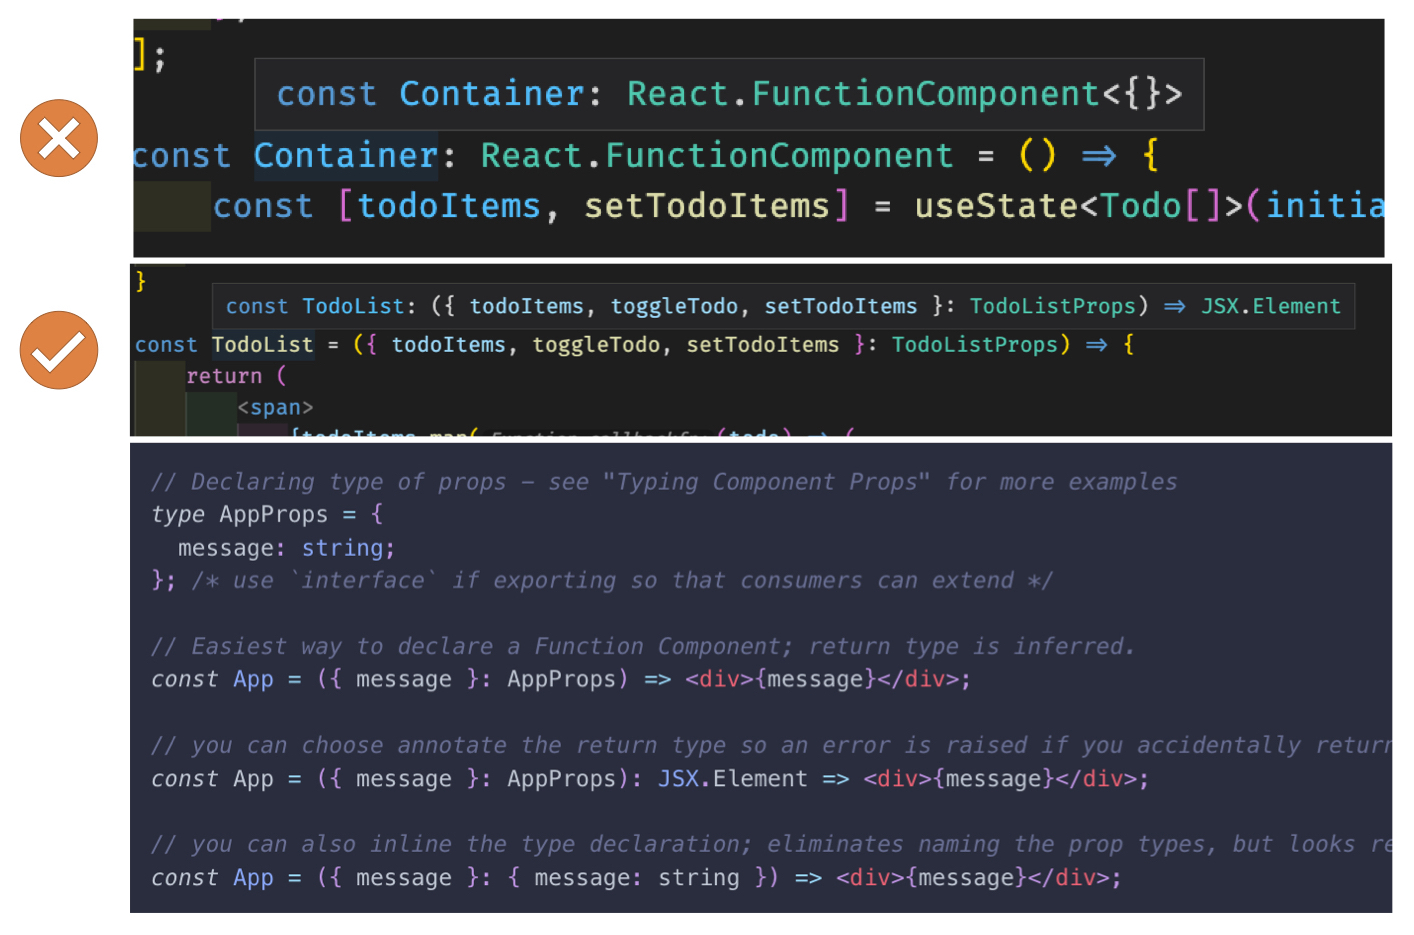 ];
const Container: React.FunctionComponent<{}>
const Container: React.FunctionComponent = () => {
const [todoItems, setTodoItems] = useState<Todo[]>(initia
}
const TodoList: ({ todoItems, toggleTodo, setTodoItems }: TodoListProps) => JSX.Element
const TodoList = ({ todoItems, toggleTodo, setTodoItems }: TodoListProps) => {
return (
<span>
{todoItems.map( Function.callbackfn: (todo) => (
// Declaring type of props – see "Typing Component Props" for more examples
type AppProps = {
message: string;
}; /* use `interface` if exporting so that consumers can extend */
// Easiest way to declare a Function Component; return type is inferred.
const App = ({ message }: AppProps) => <div>{message}</div>;
// you can choose annotate the return type so an error is raised if you accidentally return
const App = ({ message }: AppProps): JSX.Element => <div>{message}</div>;
// you can also inline the type declaration; eliminates naming the prop types, but looks re
const App = ({ message }: { message: string }) => <div>{message}</div>;